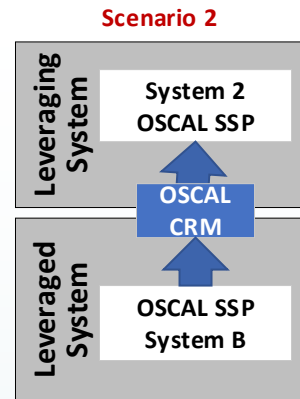 Scenario 2
Leveraging
System
System 2
OSCAL SSP
OSCAL
CRM
Leveraged
System
OSCAL SSP
System B